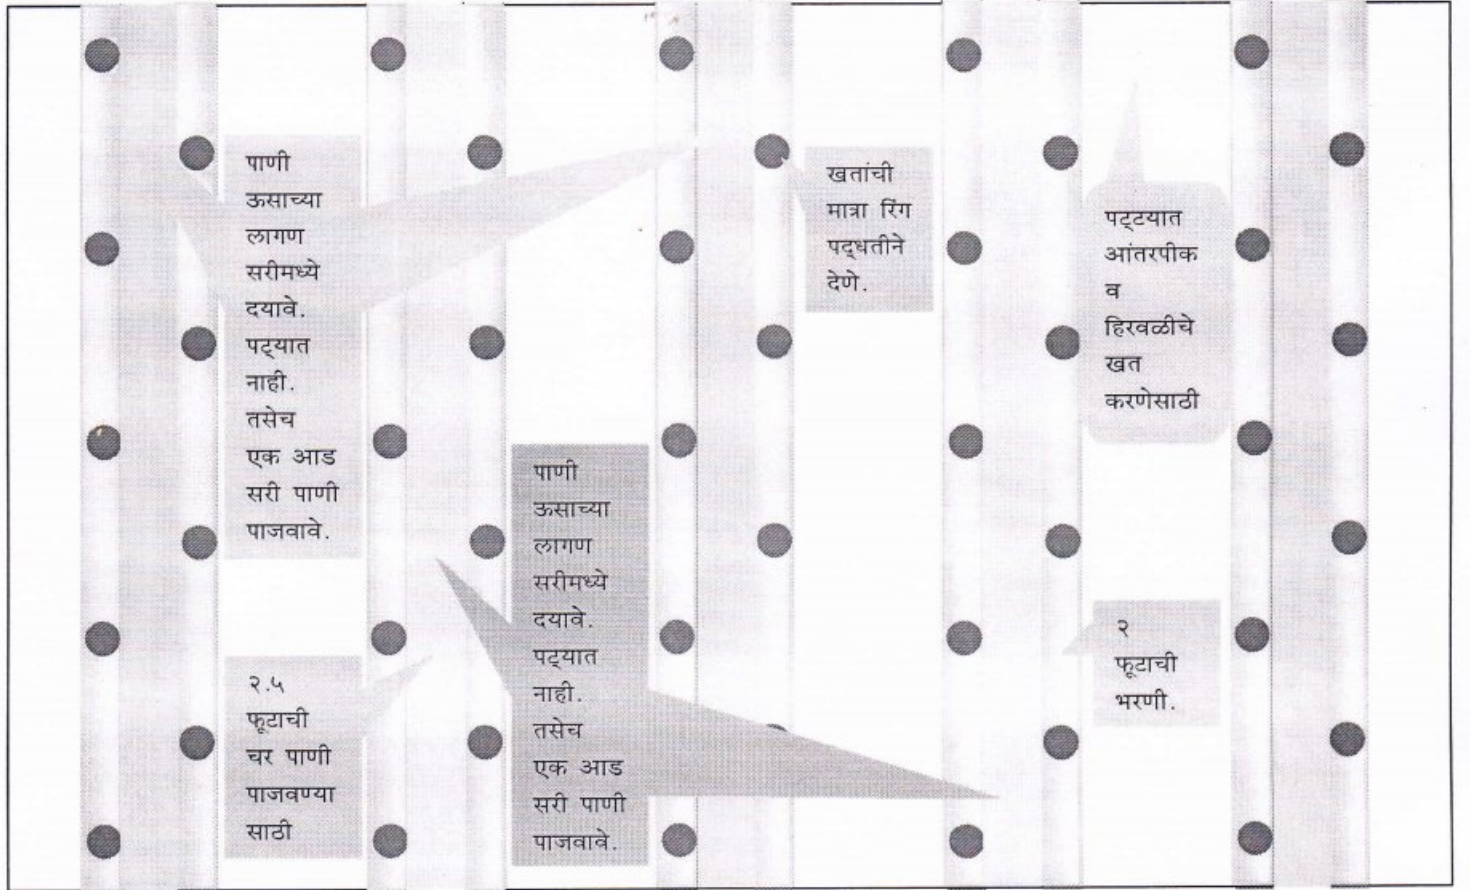 पाणी
ऊसाच्या
लागण
सरीमध्ये
दयावे.
पट्यात
नाही.
तसेच
एक आड
सरी पाणी
पाजवावे.
खतांची
मात्रा रिंग
पद्धतीने
देणे.
पट्टयात
आंतरपीक
व
हिरवळीचे
खत
करणेसाठी
पाणी
ऊसाच्या
लागण
सरीमध्ये
दयावे.
पट्यात
नाही.
तसेच
एक आड
सरी पाणी
पाजवावे.
२.५
फूटाची
चर पाणी
पाजवण्या
साठी
२
फूटाची
भरणी.